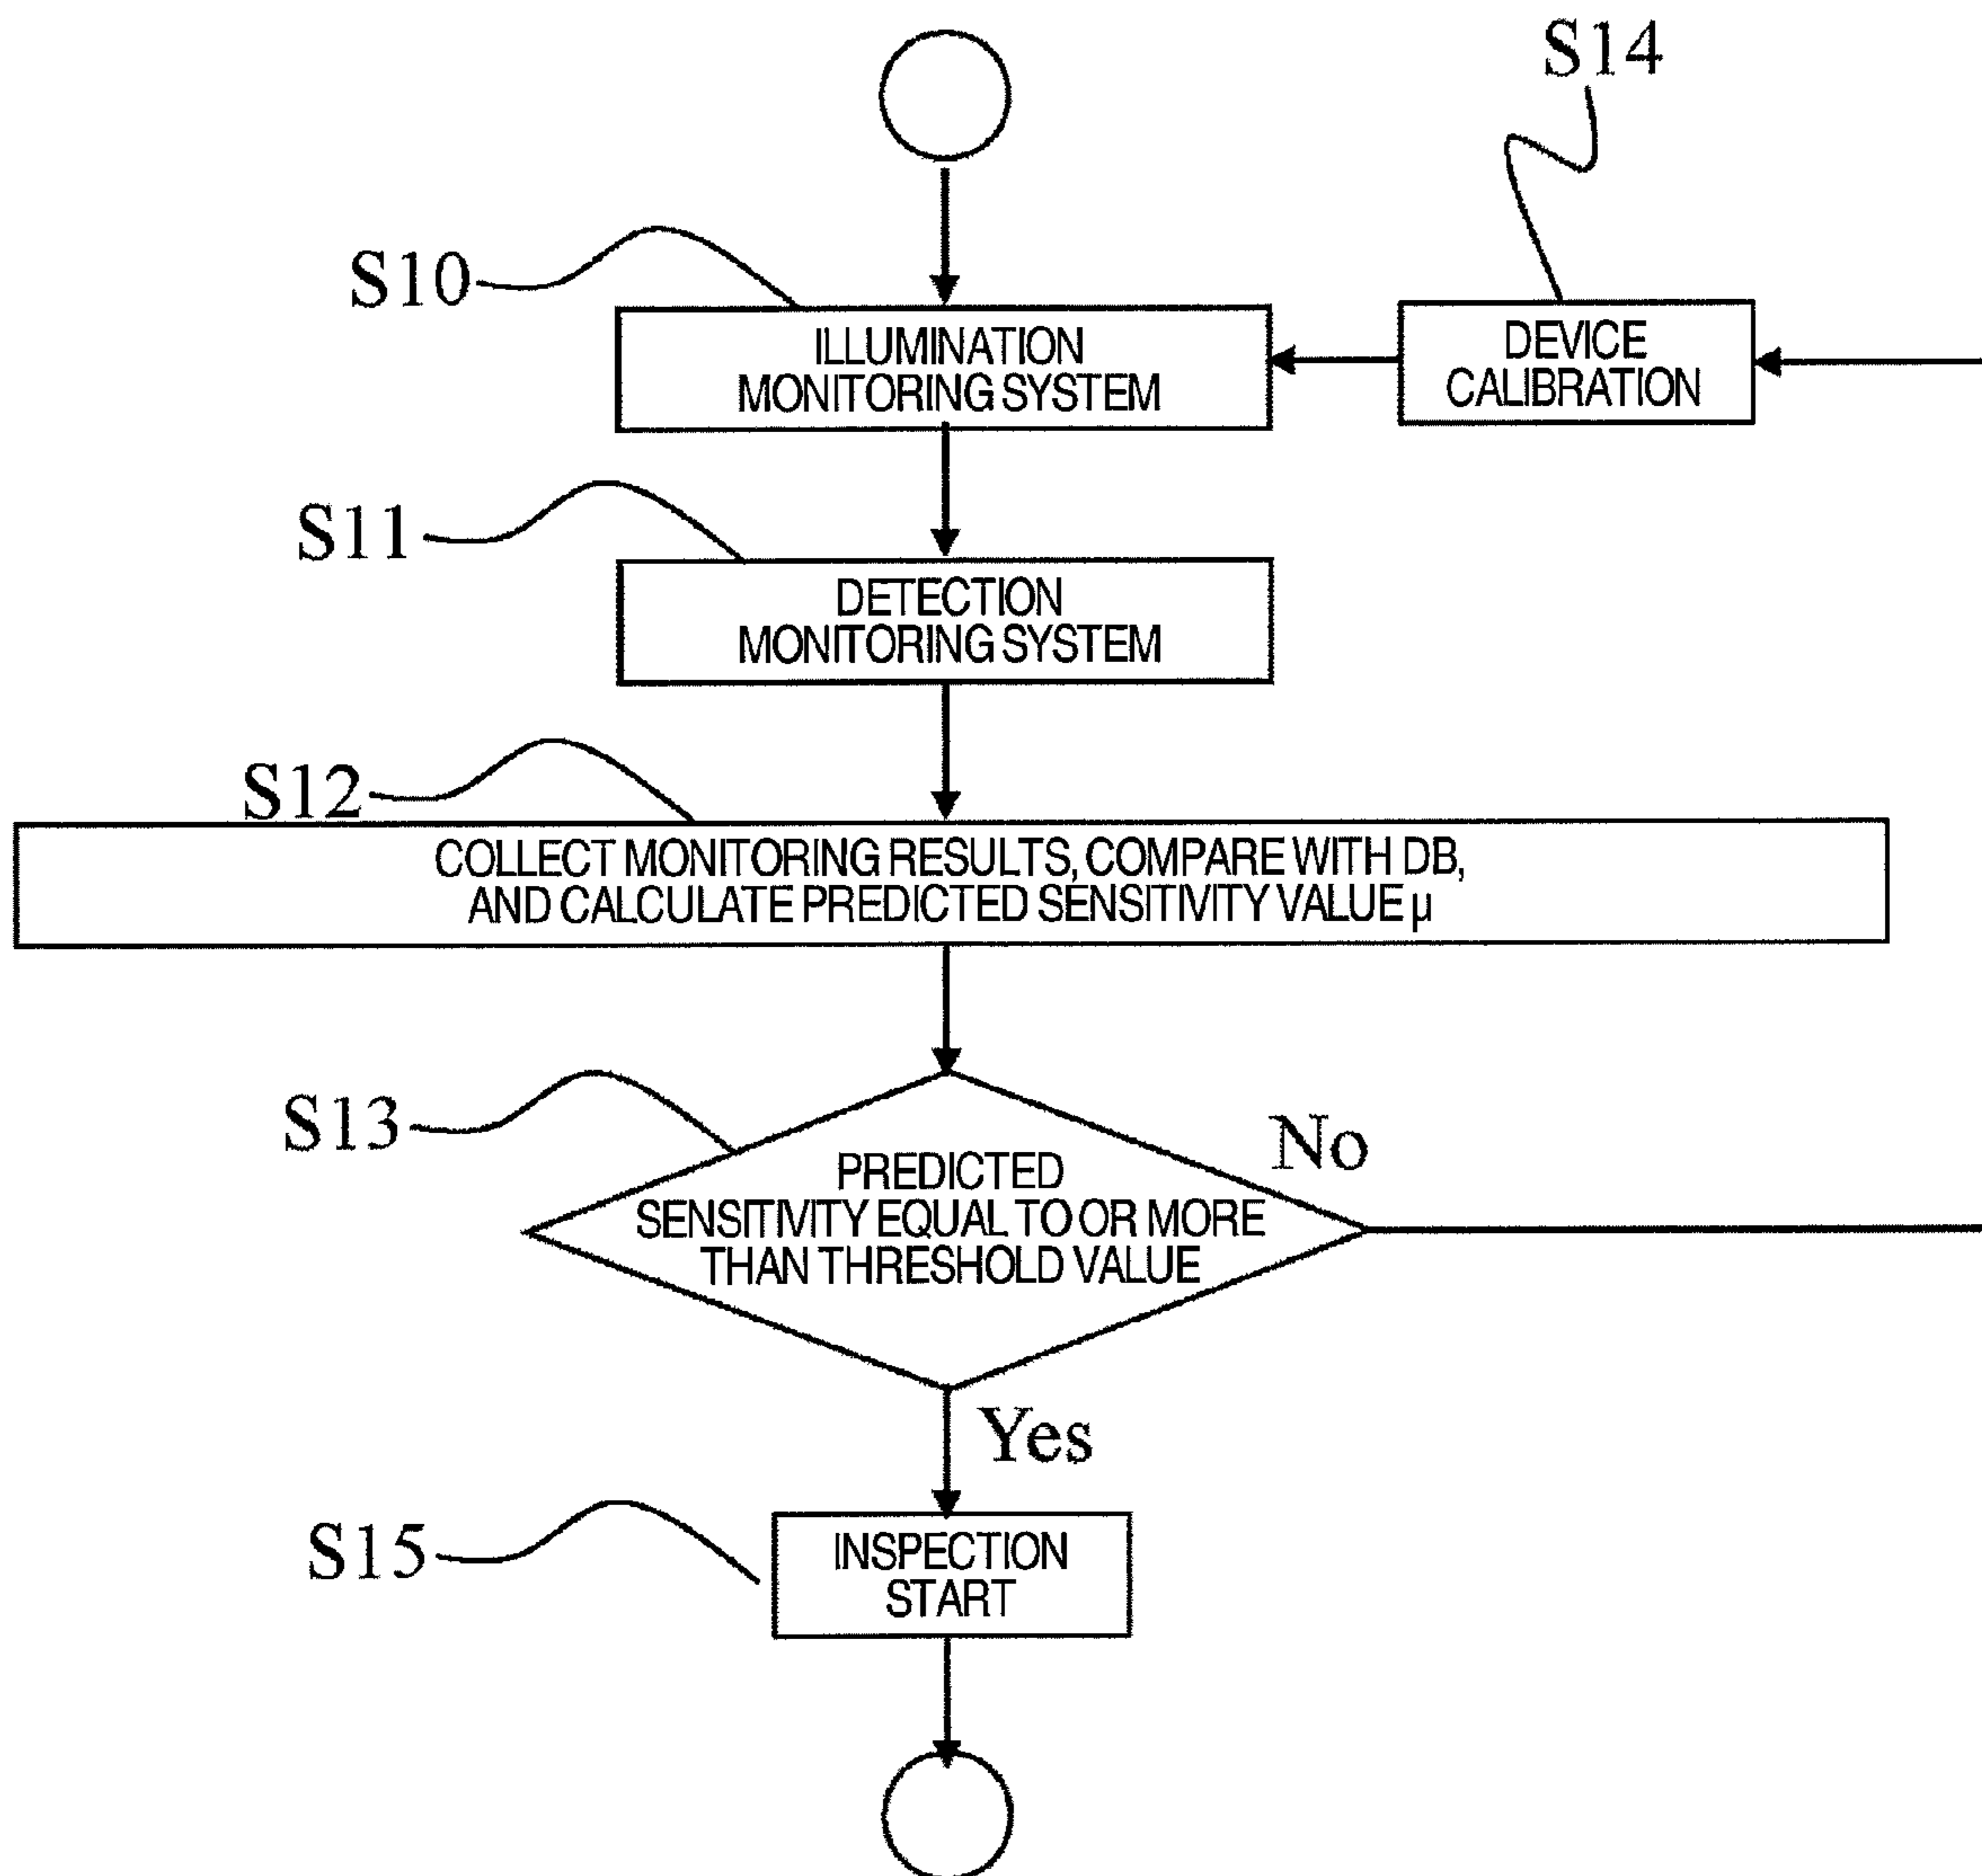 S14
S10
ILLUMINATION
MONITORING SYSTEM
DEVICE
CALIBRATION
S11
DETECTION
MONITORING SYSTEM
S12
COLLECT MONITORING RESULTS, COMPARE WITH DB,
AND CALCULATE PREDICTED SENSITIVITY VALUE μ
S13
No
PREDICTED
SENSITIVITY EQUAL TO OR MORE
THAN THRESHOLD VALUE
Yes
S15
INSPECTION
START